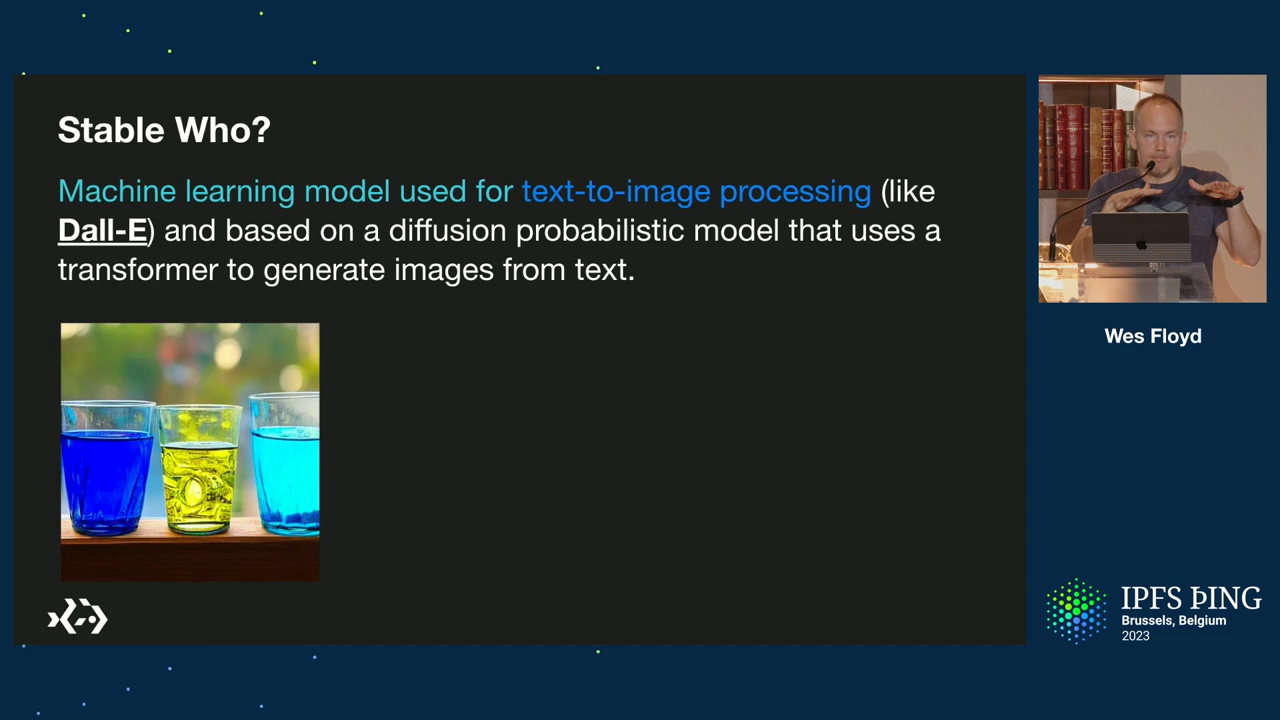 Stable Who?
Machine learning model used for text-to-image processing (like
Dall-E) and based on a diffusion probabilistic model that uses a
transformer to generate images from text.
Wes Floyd
IPFS ÞING
Brussels, Belgium
2023